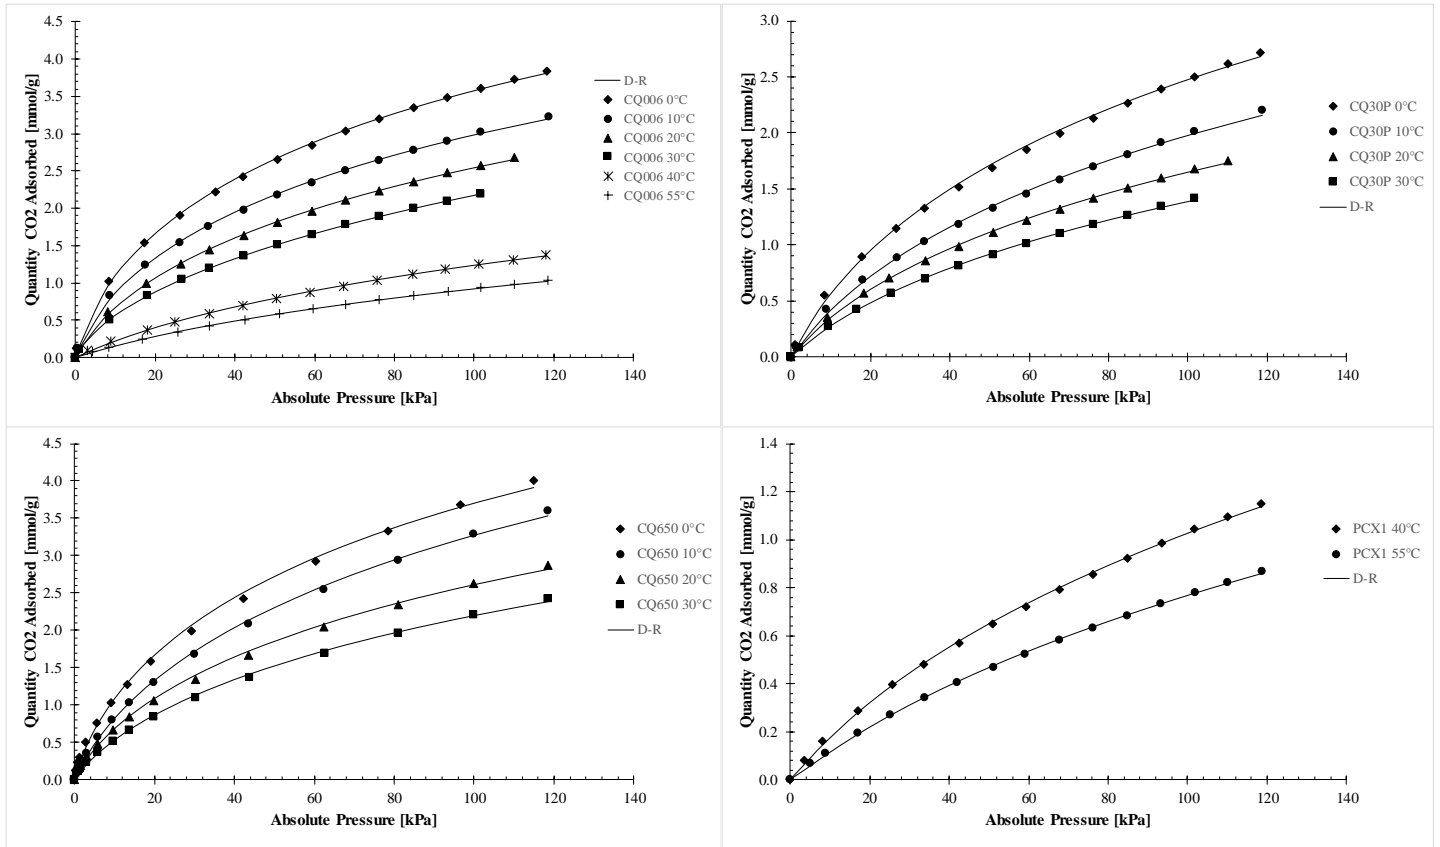 4.5
4.0
3.5
3.0
2.5
2.0
1.5
1.0
0.5
0.0
Quantity CO2 Adsorbed [mmol/g]
0 20 40 60 80 100 120 140
Absolute Pressure [kPa]
D-R
CQ006 0°C
CQ006 10°C
CQ006 20°C
CQ006 30°C
CQ006 40°C
CQ006 55°C
3.0
2.5
2.0
1.5
1.0
0.5
0.0
Quantity CO2 Adsorbed [mmol/g]
0 20 40 60 80 100 120 140
Absolute Pressure [kPa]
CQ30P 0°C
CQ30P 10°C
CQ30P 20°C
CQ30P 30°C
D-R
4.5
4.0
3.5
3.0
2.5
2.0
1.5
1.0
0.5
0.0
Quantity CO2 Adsorbed [mmol/g]
0 20 40 60 80 100 120 140
Absolute Pressure [kPa]
CQ650 0°C
CQ650 10°C
CQ650 20°C
CQ650 30°C
D-R
1.4
1.2
1.0
0.8
0.6
0.4
0.2
0.0
Quantity CO2 Adsorbed [mmol/g]
0 20 40 60 80 100 120 140
Absolute Pressure [kPa]
PCX1 40°C
PCX1 55°C
D-R